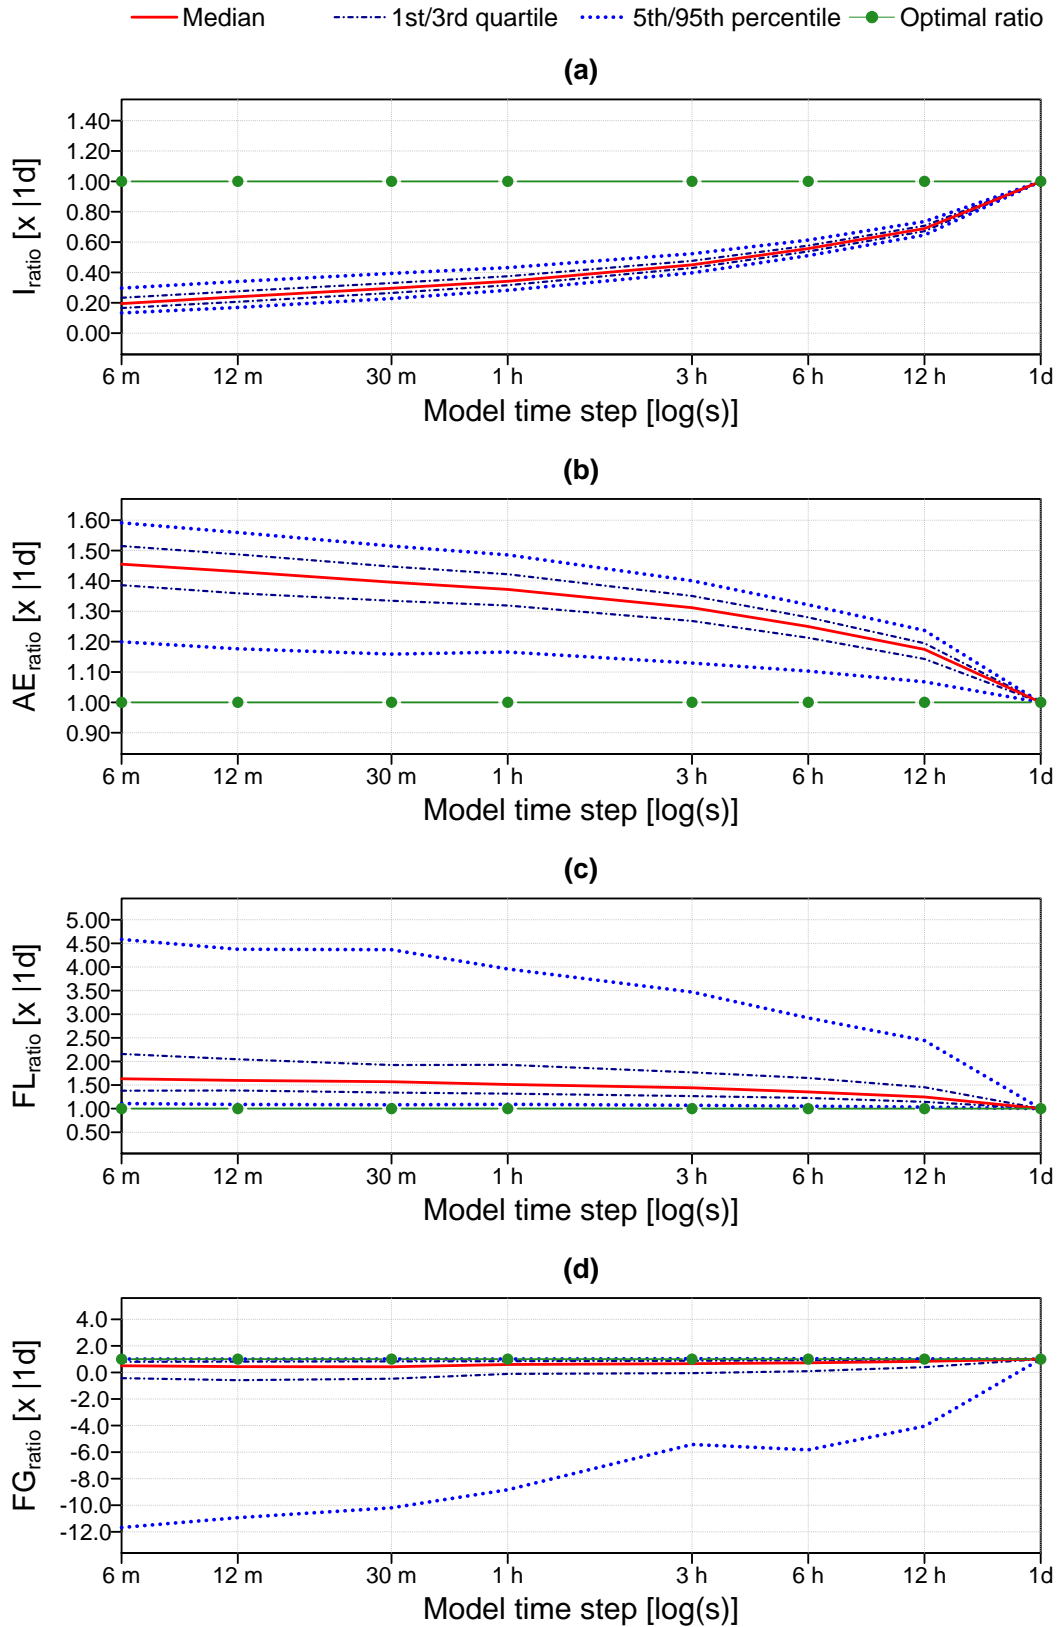 Median 1st/3rd quartile 5th/95th percentile Optimal ratio
(a)
I_ratio [x |1d]
1.40
1.20
1.00
0.80
0.60
0.40
0.20
0.00
6 m 12 m 30 m 1 h 3 h 6 h 12 h 1d
Model time step [log(s)]
(b)
AE_ratio [x |1d]
1.60
1.50
1.40
1.30
1.20
1.10
1.00
0.90
6 m 12 m 30 m 1 h 3 h 6 h 12 h 1d
Model time step [log(s)]
(c)
FL_ratio [x |1d]
5.00
4.50
4.00
3.50
3.00
2.50
2.00
1.50
1.00
0.50
6 m 12 m 30 m 1 h 3 h 6 h 12 h 1d
Model time step [log(s)]
(d)
FG_ratio [x |1d]
4.0
2.0
0.0
-2.0
-4.0
-6.0
-8.0
-10.0
-12.0
6 m 12 m 30 m 1 h 3 h 6 h 12 h 1d
Model time step [log(s)]